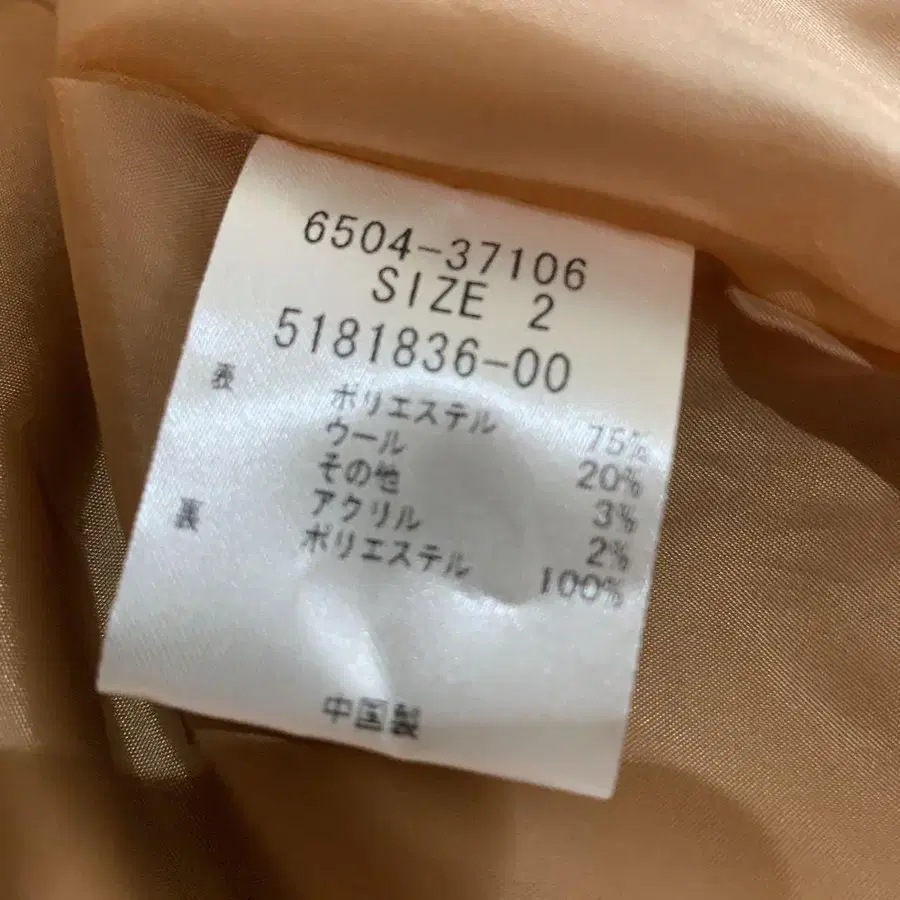 6504-37106
SIZE 2
5181836-00
表 ポリエステル 75%
ウール 20%
その他 3%
アクリル 2%
裏 ポリエステル 100%
中国製